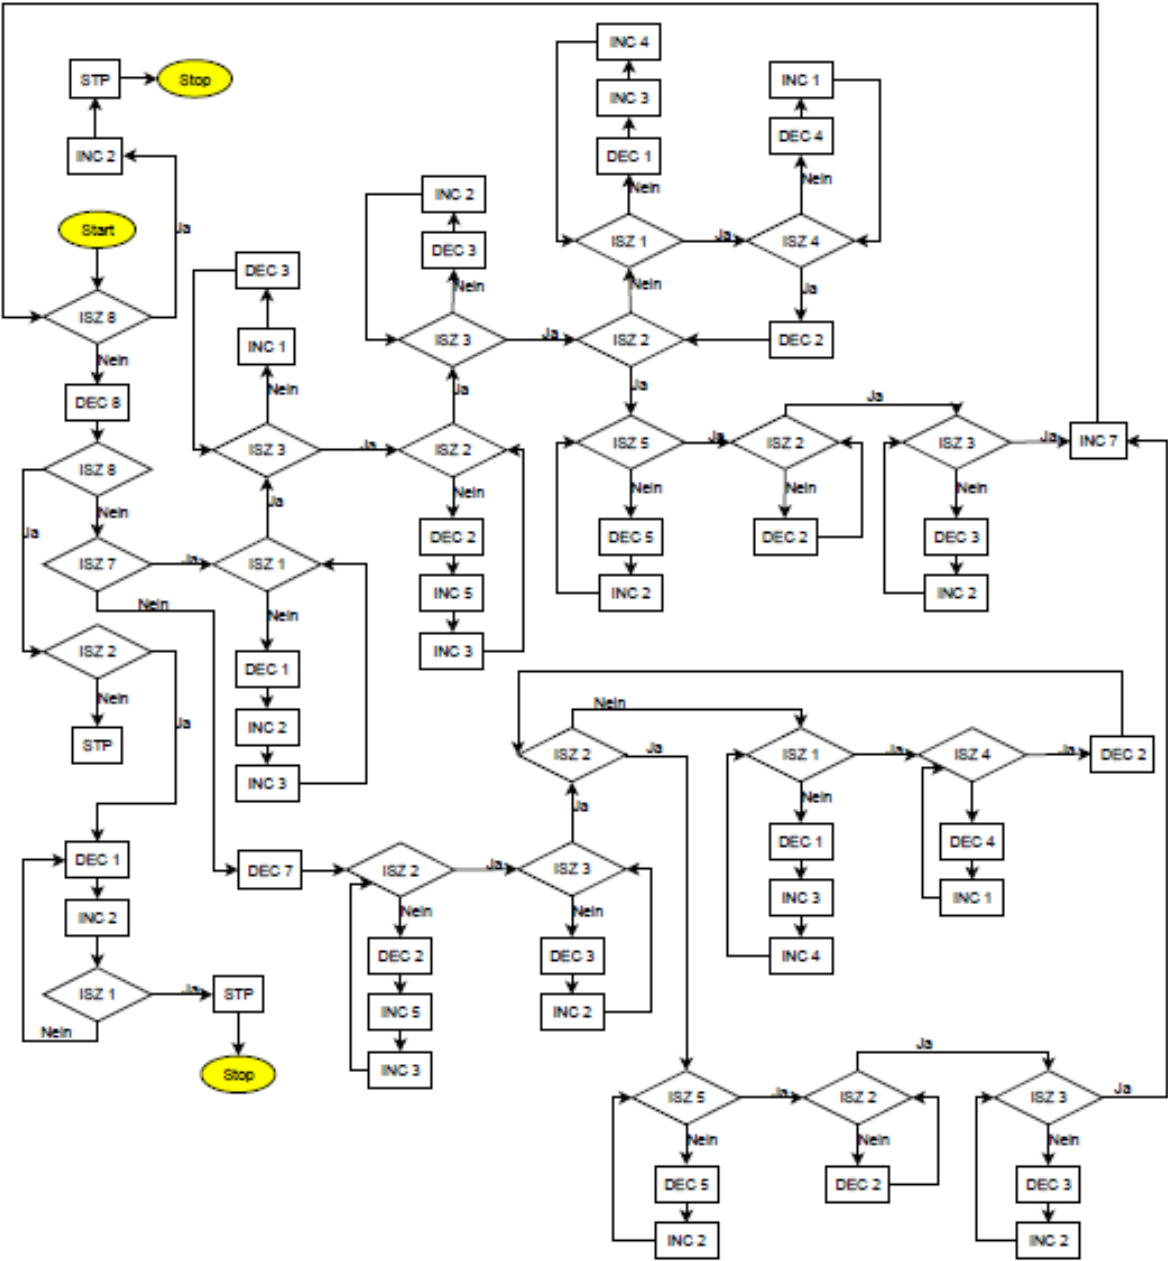 INC 4
STP
Stop
INC 1
INC 3
DEC 4
INC 2
DEC 1
Nein
INC 2
Nein
Start
Ja
ISZ 1
Ja
ISZ 4
DEC 3
DEC 3
Nein
Nein
Ja
ISZ 8
INC 1
ISZ 3
Ja
ISZ 2
DEC 2
Nein
Nein
Ja
Ja
DEC 8
Ja
ISZ 3
Ja
ISZ 2
ISZ 5
Ja
ISZ 2
ISZ 3
Ja
INC 7
ISZ 8
Nein
Nein
Nein
Nein
Ja
Nein
Ja
DEC 2
DEC 5
DEC 2
DEC 3
ISZ 7
Ja
ISZ 1
INC 5
INC 2
INC 2
Nein
Nein
ISZ 2
INC 3
DEC 1
Nein
Ja
INC 2
Nein
STP
ISZ 2
Ja
ISZ 1
Ja
ISZ 4
Ja
DEC 2
INC 3
Nein
Ja
DEC 1
DEC 4
DEC 1
DEC 7
ISZ 2
Ja
ISZ 3
INC 3
INC 1
INC 2
Nein
Nein
DEC 2
DEC 3
INC 4
ISZ 1
Ja
STP
INC 5
INC 2
Nein
Ja
Stop
INC 3
ISZ 5
Ja
ISZ 2
ISZ 3
Ja
Nein
Nein
Nein
DEC 5
DEC 2
DEC 3
INC 2
INC 2